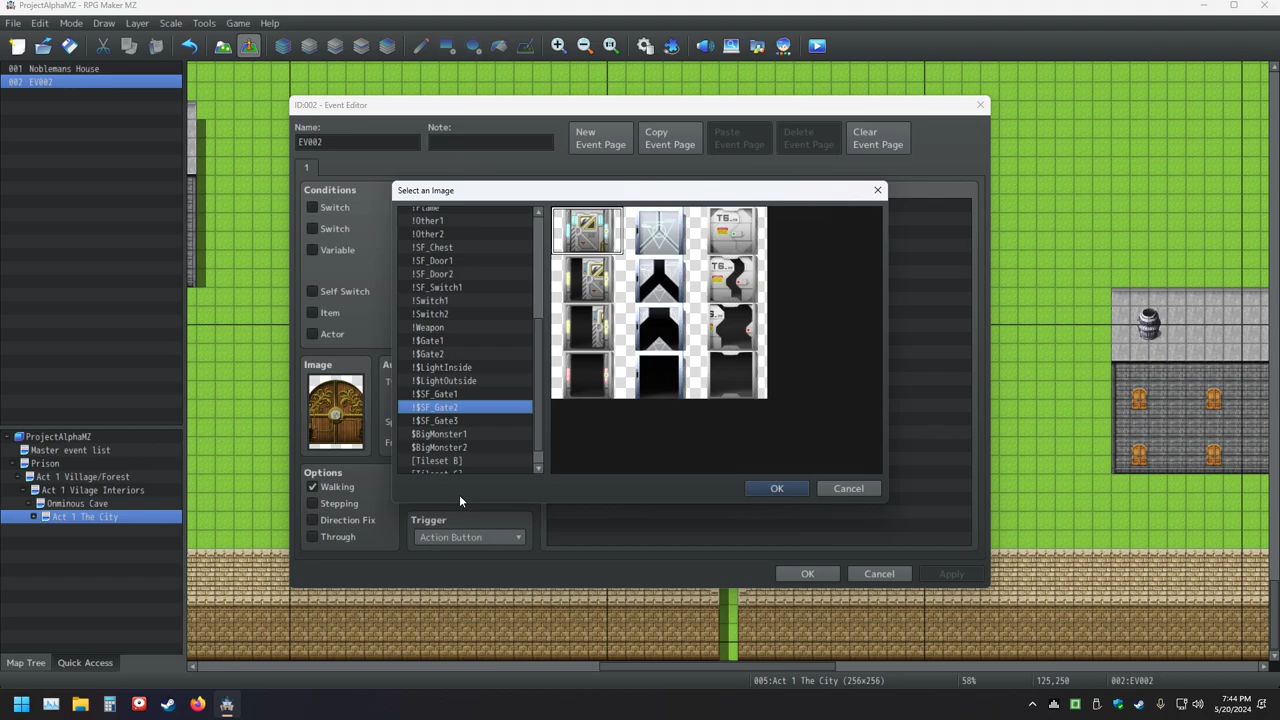 ProjectAlphaMZ - RPG Maker MZ
File Edit Mode Draw Layer Scale Tools Game Help
001 Noblemans House
002 EV002
ID:002 - Event Editor
Name:
Note:
EV002
New Event Page
Copy Event Page
Paste Event Page
Delete Event Page
Clear Event Page
1
Conditions
Switch
Switch
Variable
Self Switch
Item
Actor
Image
Options
Walking
Stepping
Direction Fix
Through
Trigger
Action Button
Select an Image
!Flame
!Other1
!Other2
!SF_Chest
!SF_Door1
!SF_Door2
!SF_Switch1
!Switch1
!Switch2
!Weapon
!$Gate1
!$Gate2
!$LightInside
!$LightOutside
!$SF_Gate1
!$SF_Gate2
!$SF_Gate3
$BigMonster1
$BigMonster2
[Tileset B]
OK
Cancel
OK
Cancel
Apply
ProjectAlphaMZ
Master event list
Prison
Act 1 Village/Forest
Act 1 Vilage Interiors
Onminous Cave
Act 1 The City
Map Tree
Quick Access
005:Act 1 The City (256x256)
58%
125,250
002:EV002
7:44 PM
5/20/2024